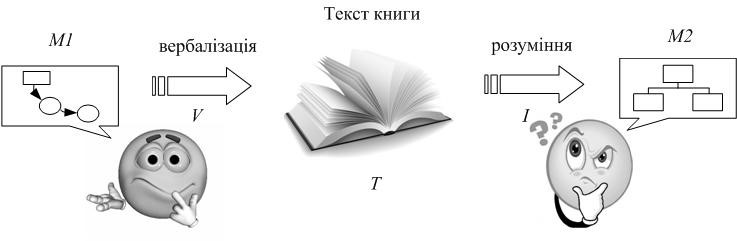 Текст книги
M1
вербалізація
розуміння
M2
V
I
T
???